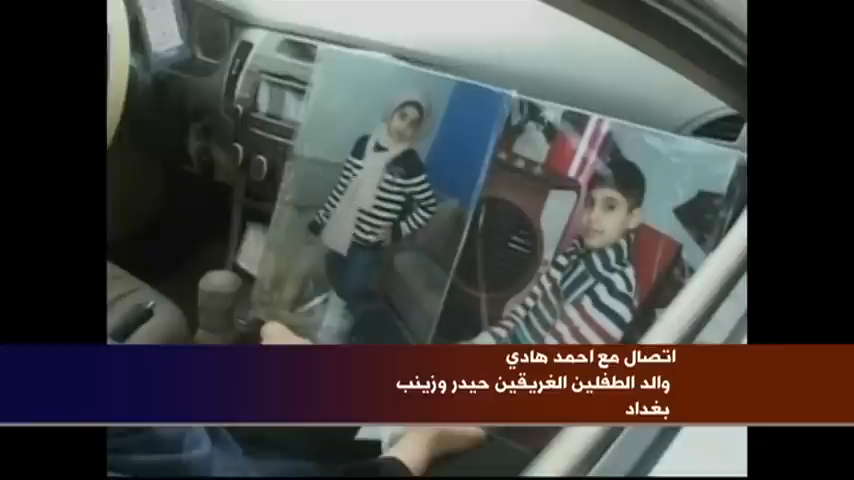 اتصال مع احمد هادي
والد الطفلين الغريقين حيدر وزينب
بغداد